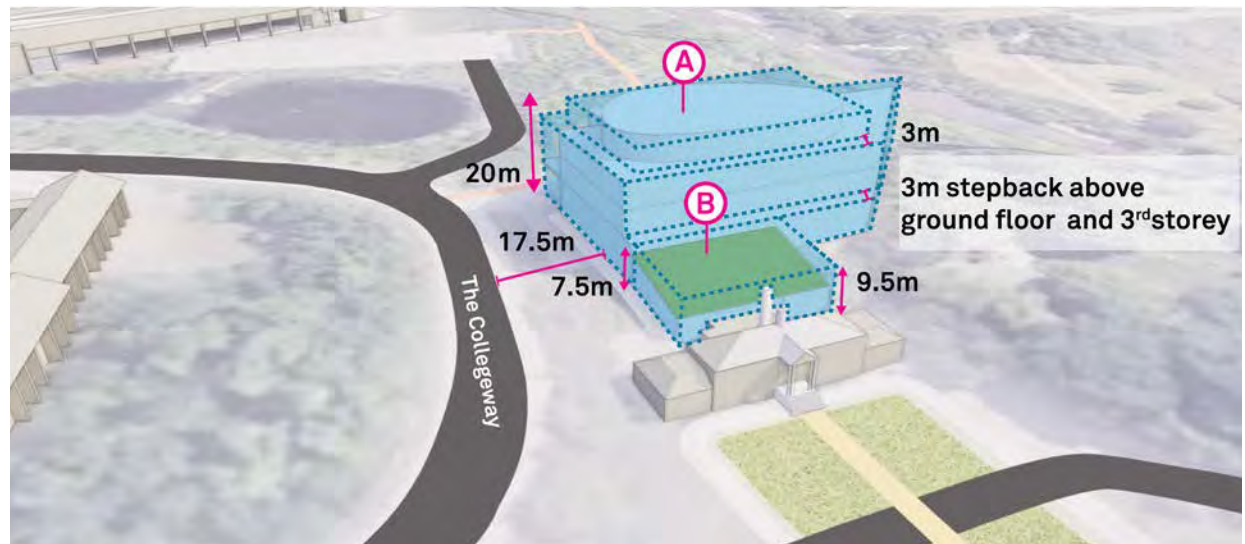 A
3m
20m
3m stepback above
ground floor and 3rd storey
B
17.5m
7.5m
9.5m
The Collegeway